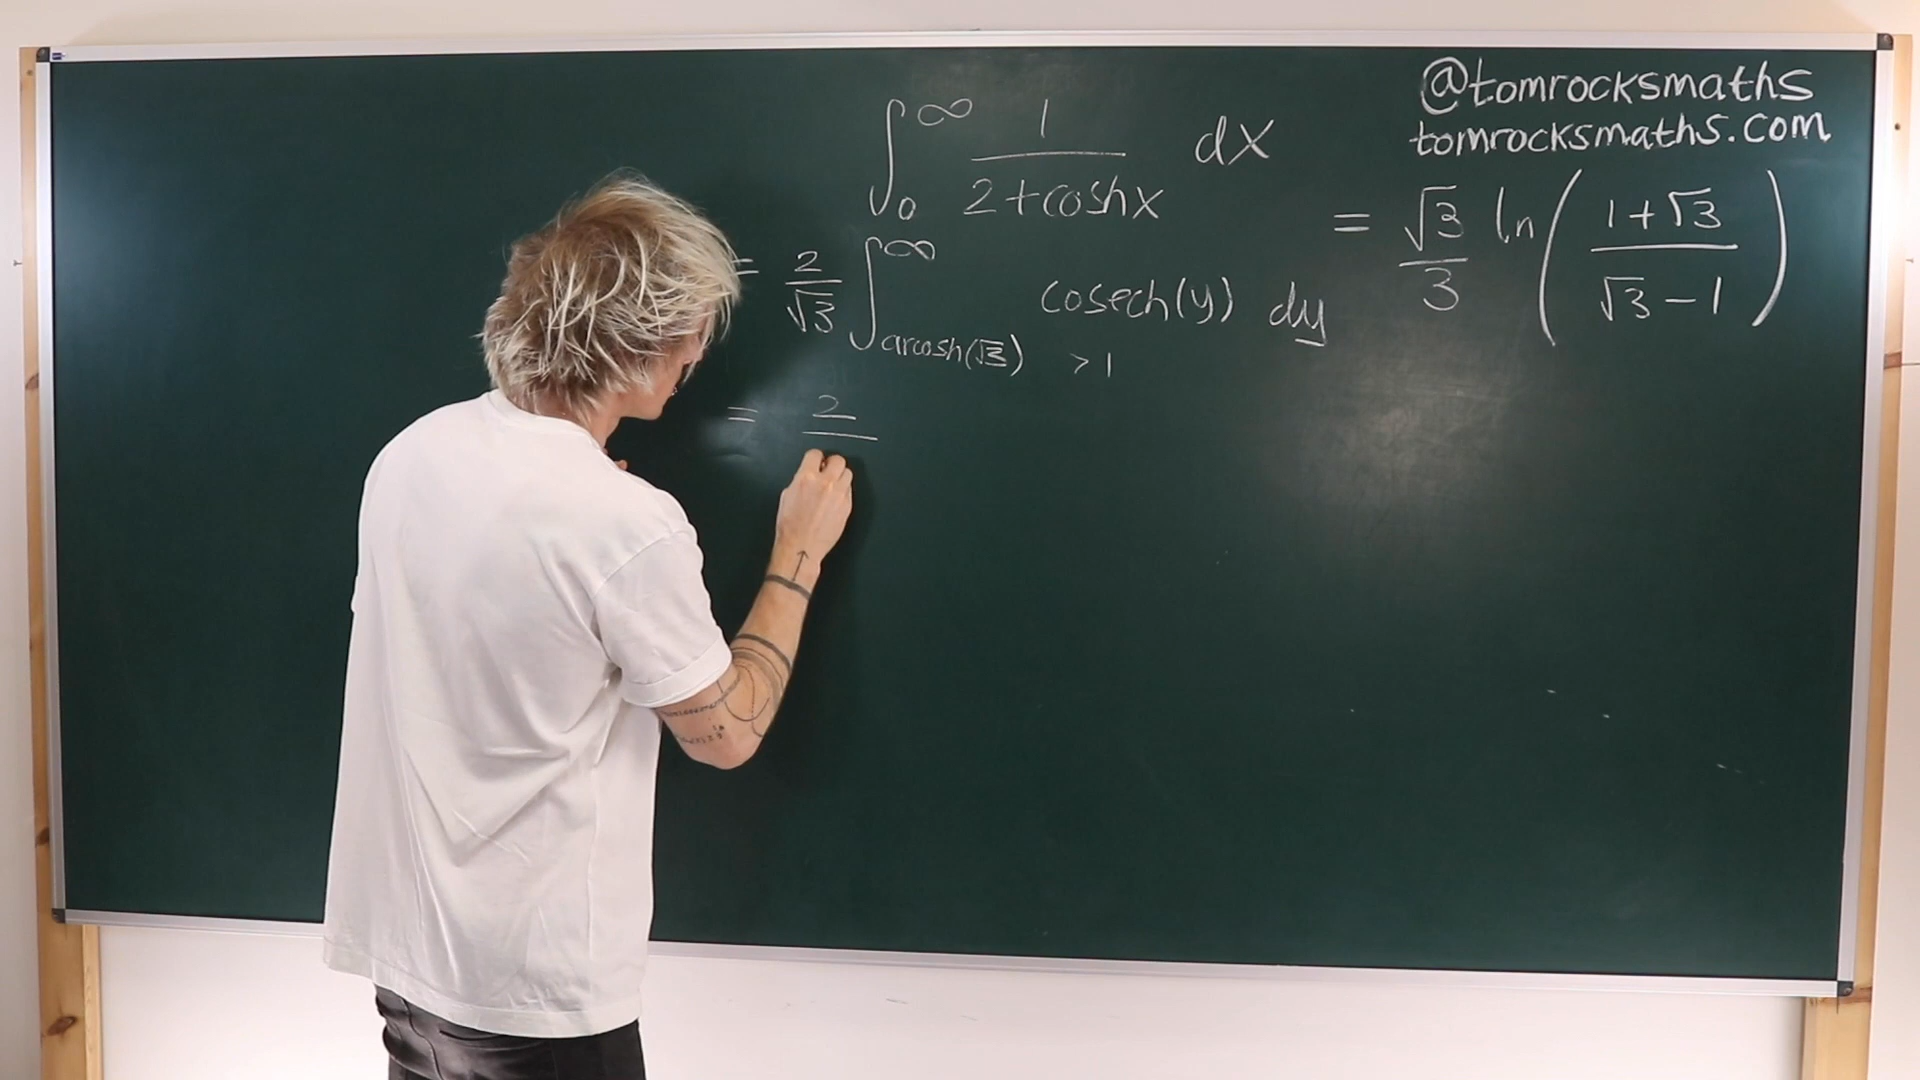 @tomrocksmaths
tomrocksmaths.com
∫₀^∞ 1/(2+coshx) dx = √3/3 ln((1+√3)/(√3−1))
= 2/√3 ∫_{arcosh(√3)}^∞ cosech(y) dy
>1
= 2